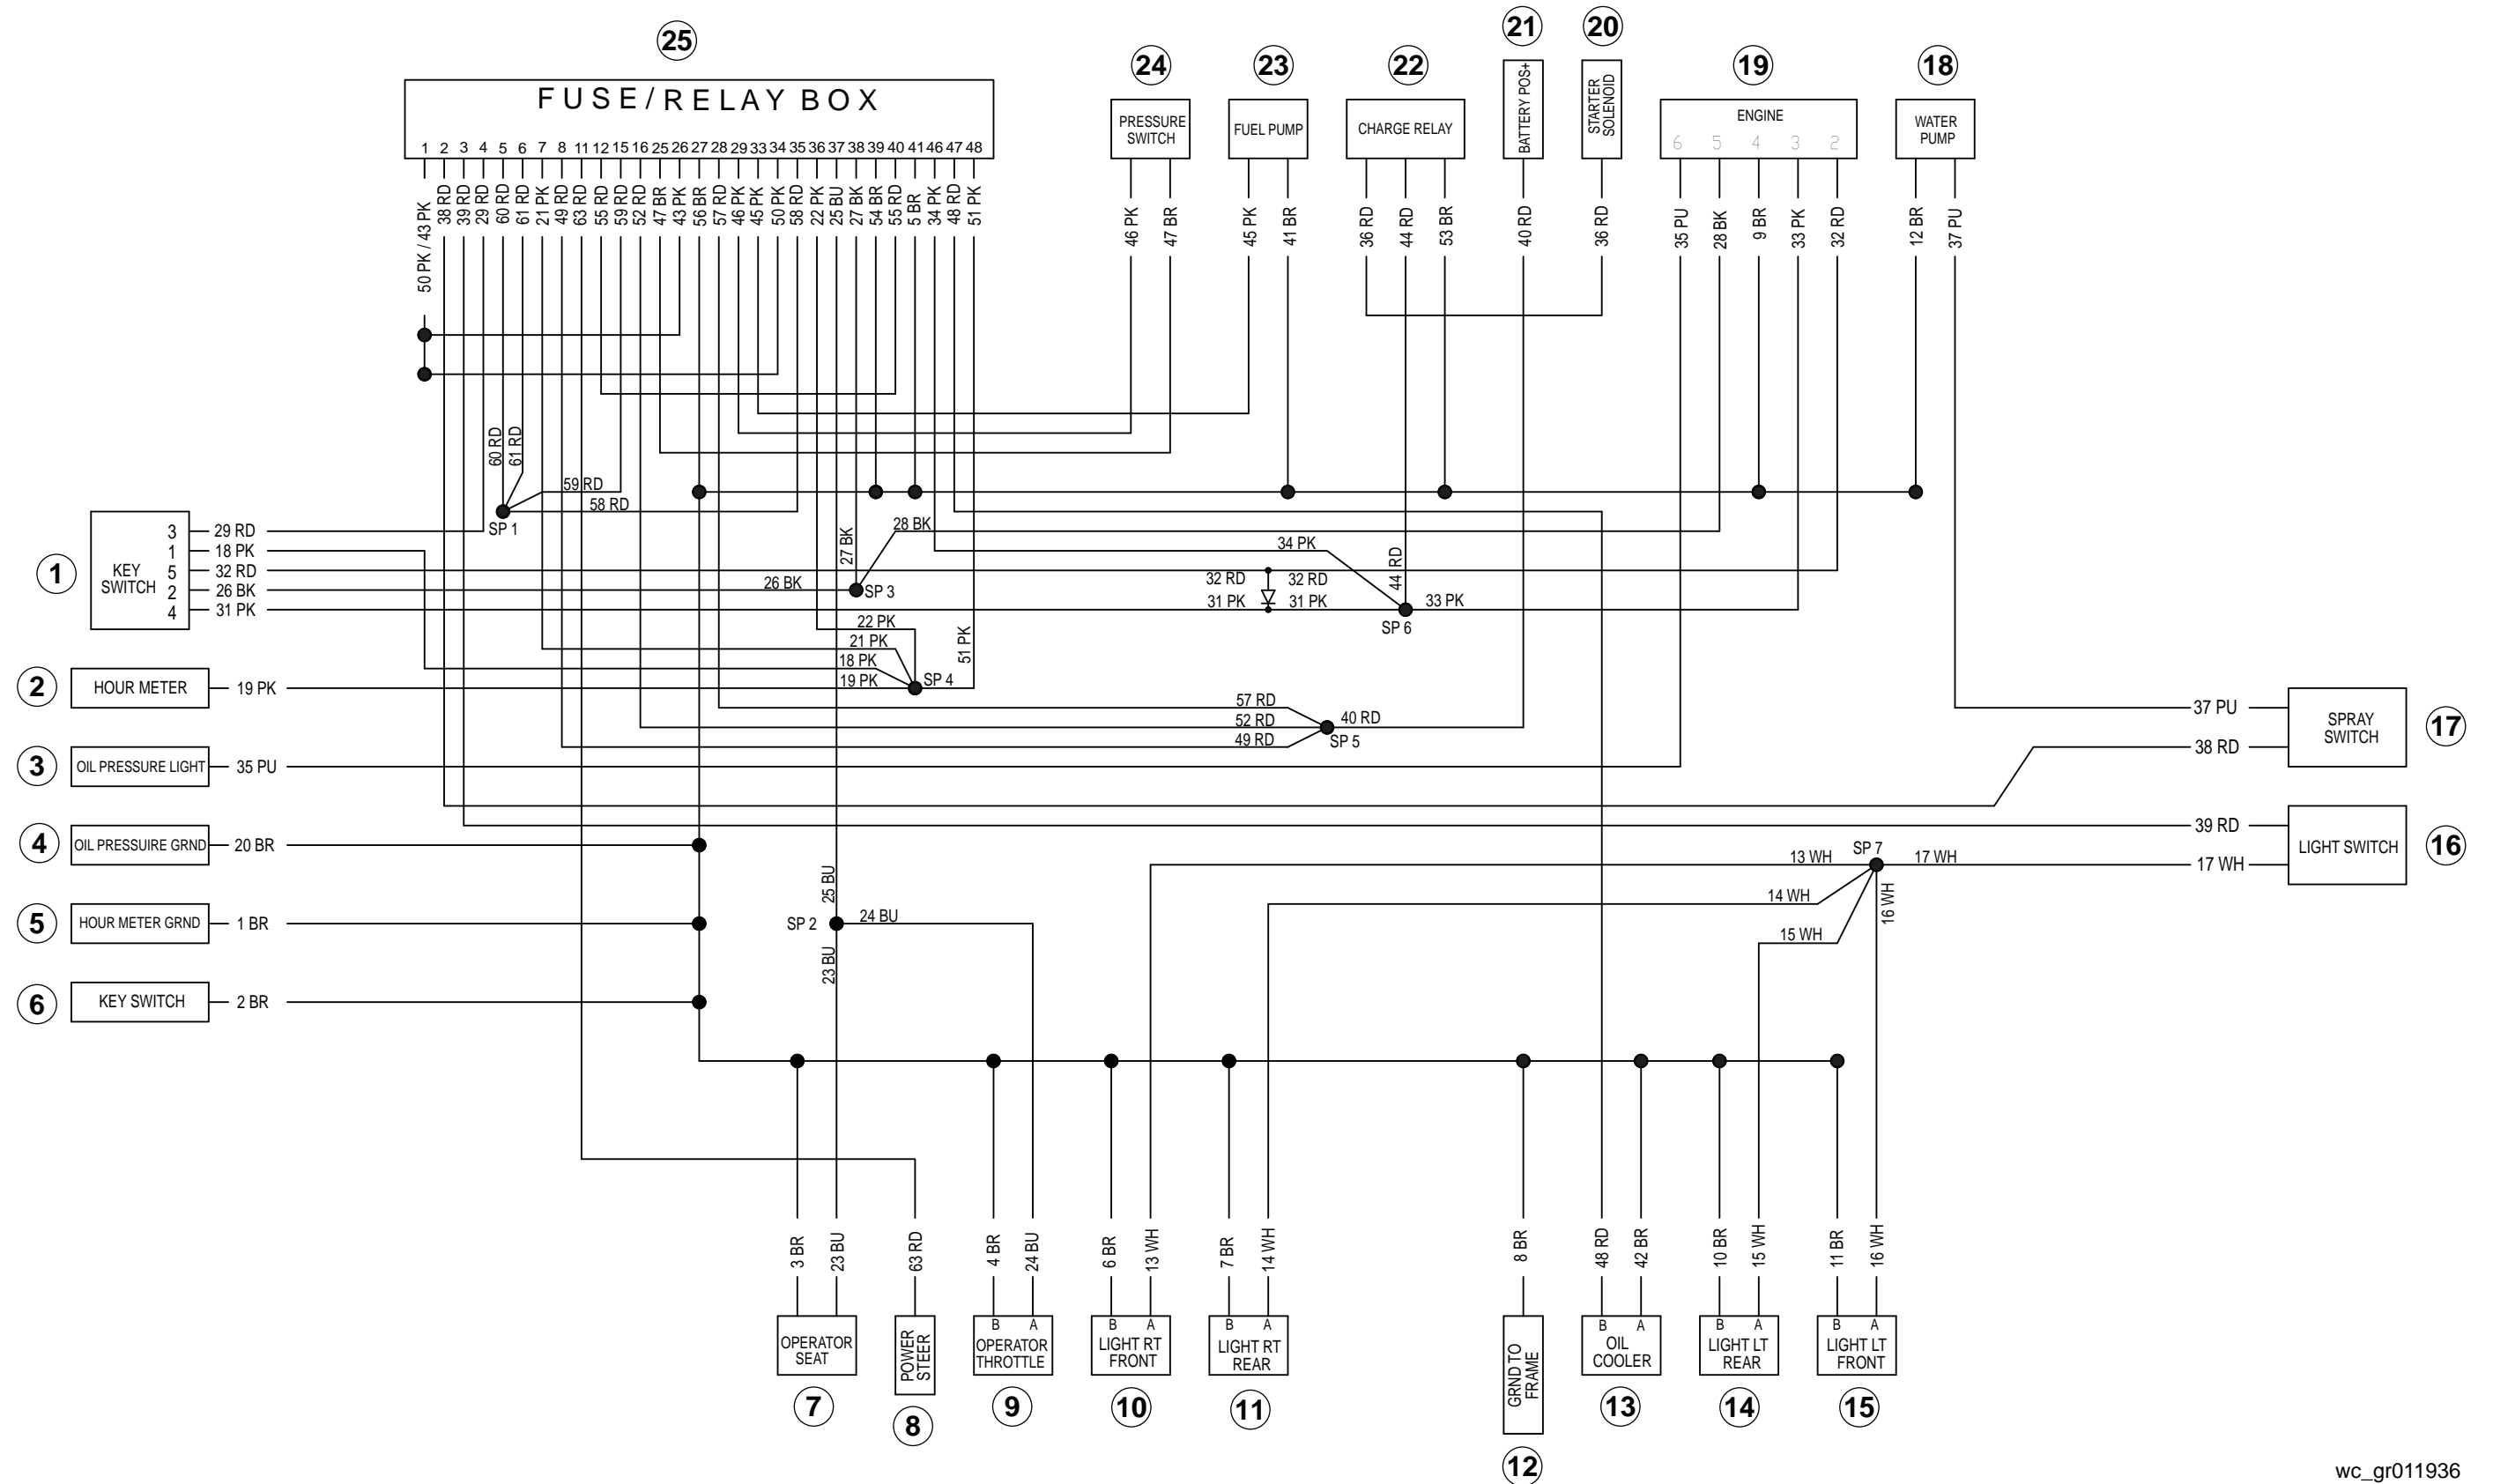 25
FUSE/RELAY BOX
1 2 3 4 5 6 7 8 11 12 15 16 25 26 27 28 29 33 34 35 36 37 38 39 40 41 46 47 48
50 PK / 43 PK
38 RD
39 RD
29 RD
60 RD
61 RD
21 PK
49 RD
63 RD
55 RD
59 RD
52 RD
47 BR
43 PK
56 BR
57 RD
46 PK
45 PK
50 PK
58 RD
22 PK
25 BU
27 BK
54 BR
55 RD
5 BR
34 PK
48 RD
51 PK
24
PRESSURE
SWITCH
46 PK
47 BR
23
FUEL PUMP
45 PK
41 BR
22
CHARGE RELAY
36 RD
44 RD
53 BR
21
BATTERY POS+
40 RD
20
STARTER
SOLENOID
36 RD
19
ENGINE
6 5 4 3 2
35 PU
28 BK
9 BR
33 PK
32 RD
18
WATER
PUMP
12 BR
37 PU
60 RD
61 RD
59 RD
58 RD
SP 1
1
KEY
SWITCH
3 29 RD
1 18 PK
5 32 RD
2 26 BK
4 31 PK
27 BK
28 BK
26 BK
SP 3
34 PK
44 RD
32 RD 32 RD
31 PK 31 PK
33 PK
SP 6
22 PK
21 PK
18 PK
19 PK
SP 4
51 PK
2
HOUR METER
19 PK
57 RD
52 RD
49 RD
40 RD
SP 5
37 PU
38 RD
SPRAY
SWITCH
17
3
OIL PRESSURE LIGHT
35 PU
39 RD
17 WH
LIGHT SWITCH
16
4
OIL PRESSUIRE GRND
20 BR
SP 7
13 WH
17 WH
14 WH
16 WH
15 WH
25 BU
SP 2
24 BU
23 BU
5
HOUR METER GRND
1 BR
6
KEY SWITCH
2 BR
3 BR
23 BU
OPERATOR
SEAT
7
63 RD
POWER
STEER
8
4 BR
24 BU
B A
OPERATOR
THROTTLE
9
6 BR
13 WH
B A
LIGHT RT
FRONT
10
7 BR
14 WH
B A
LIGHT RT
REAR
11
8 BR
GRND TO
FRAME
12
48 RD
42 BR
B A
OIL
COOLER
13
10 BR
15 WH
B A
LIGHT LT
REAR
14
11 BR
16 WH
B A
LIGHT LT
FRONT
15
wc_gr011936